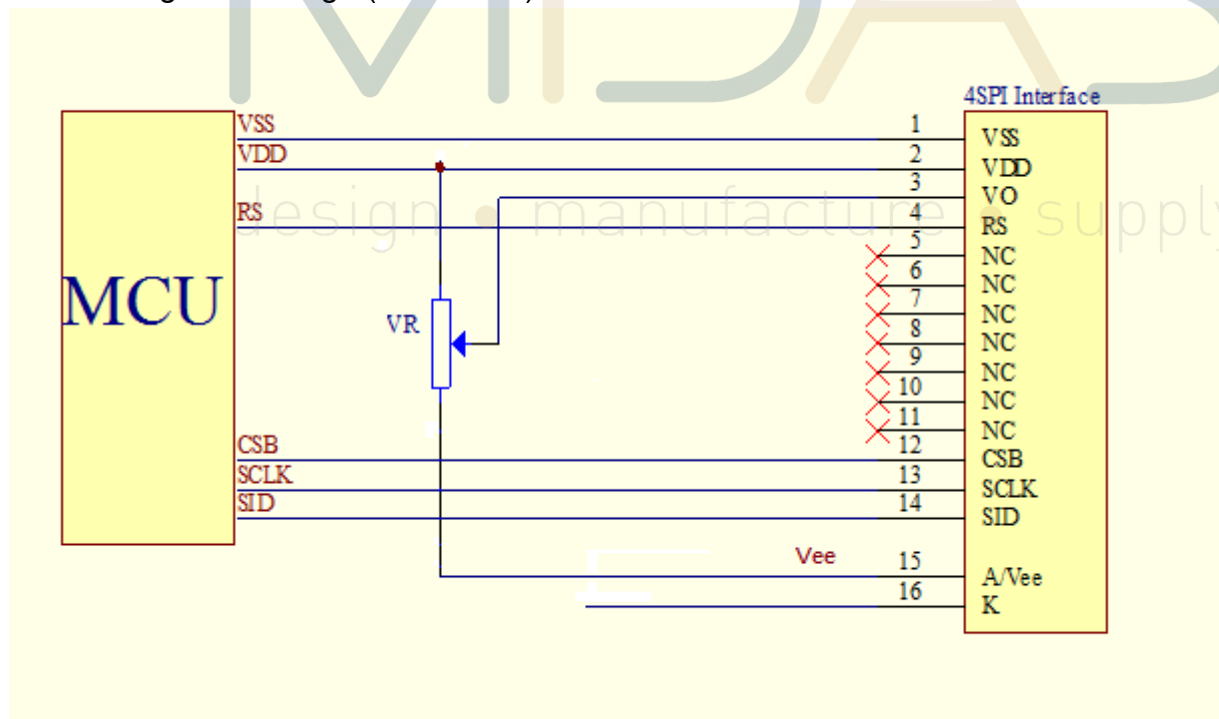 MIDAS
design • manufacture • supply
4SPI Interface
MCU
VSS
VDD
RS
CSB
SCLK
SID
VR
Vee
1 VSS
2 VDD
3 VO
4 RS
5 NC
6 NC
7 NC
8 NC
9 NC
10 NC
11 NC
12 CSB
13 SCLK
14 SID
15 A/Vee
16 K